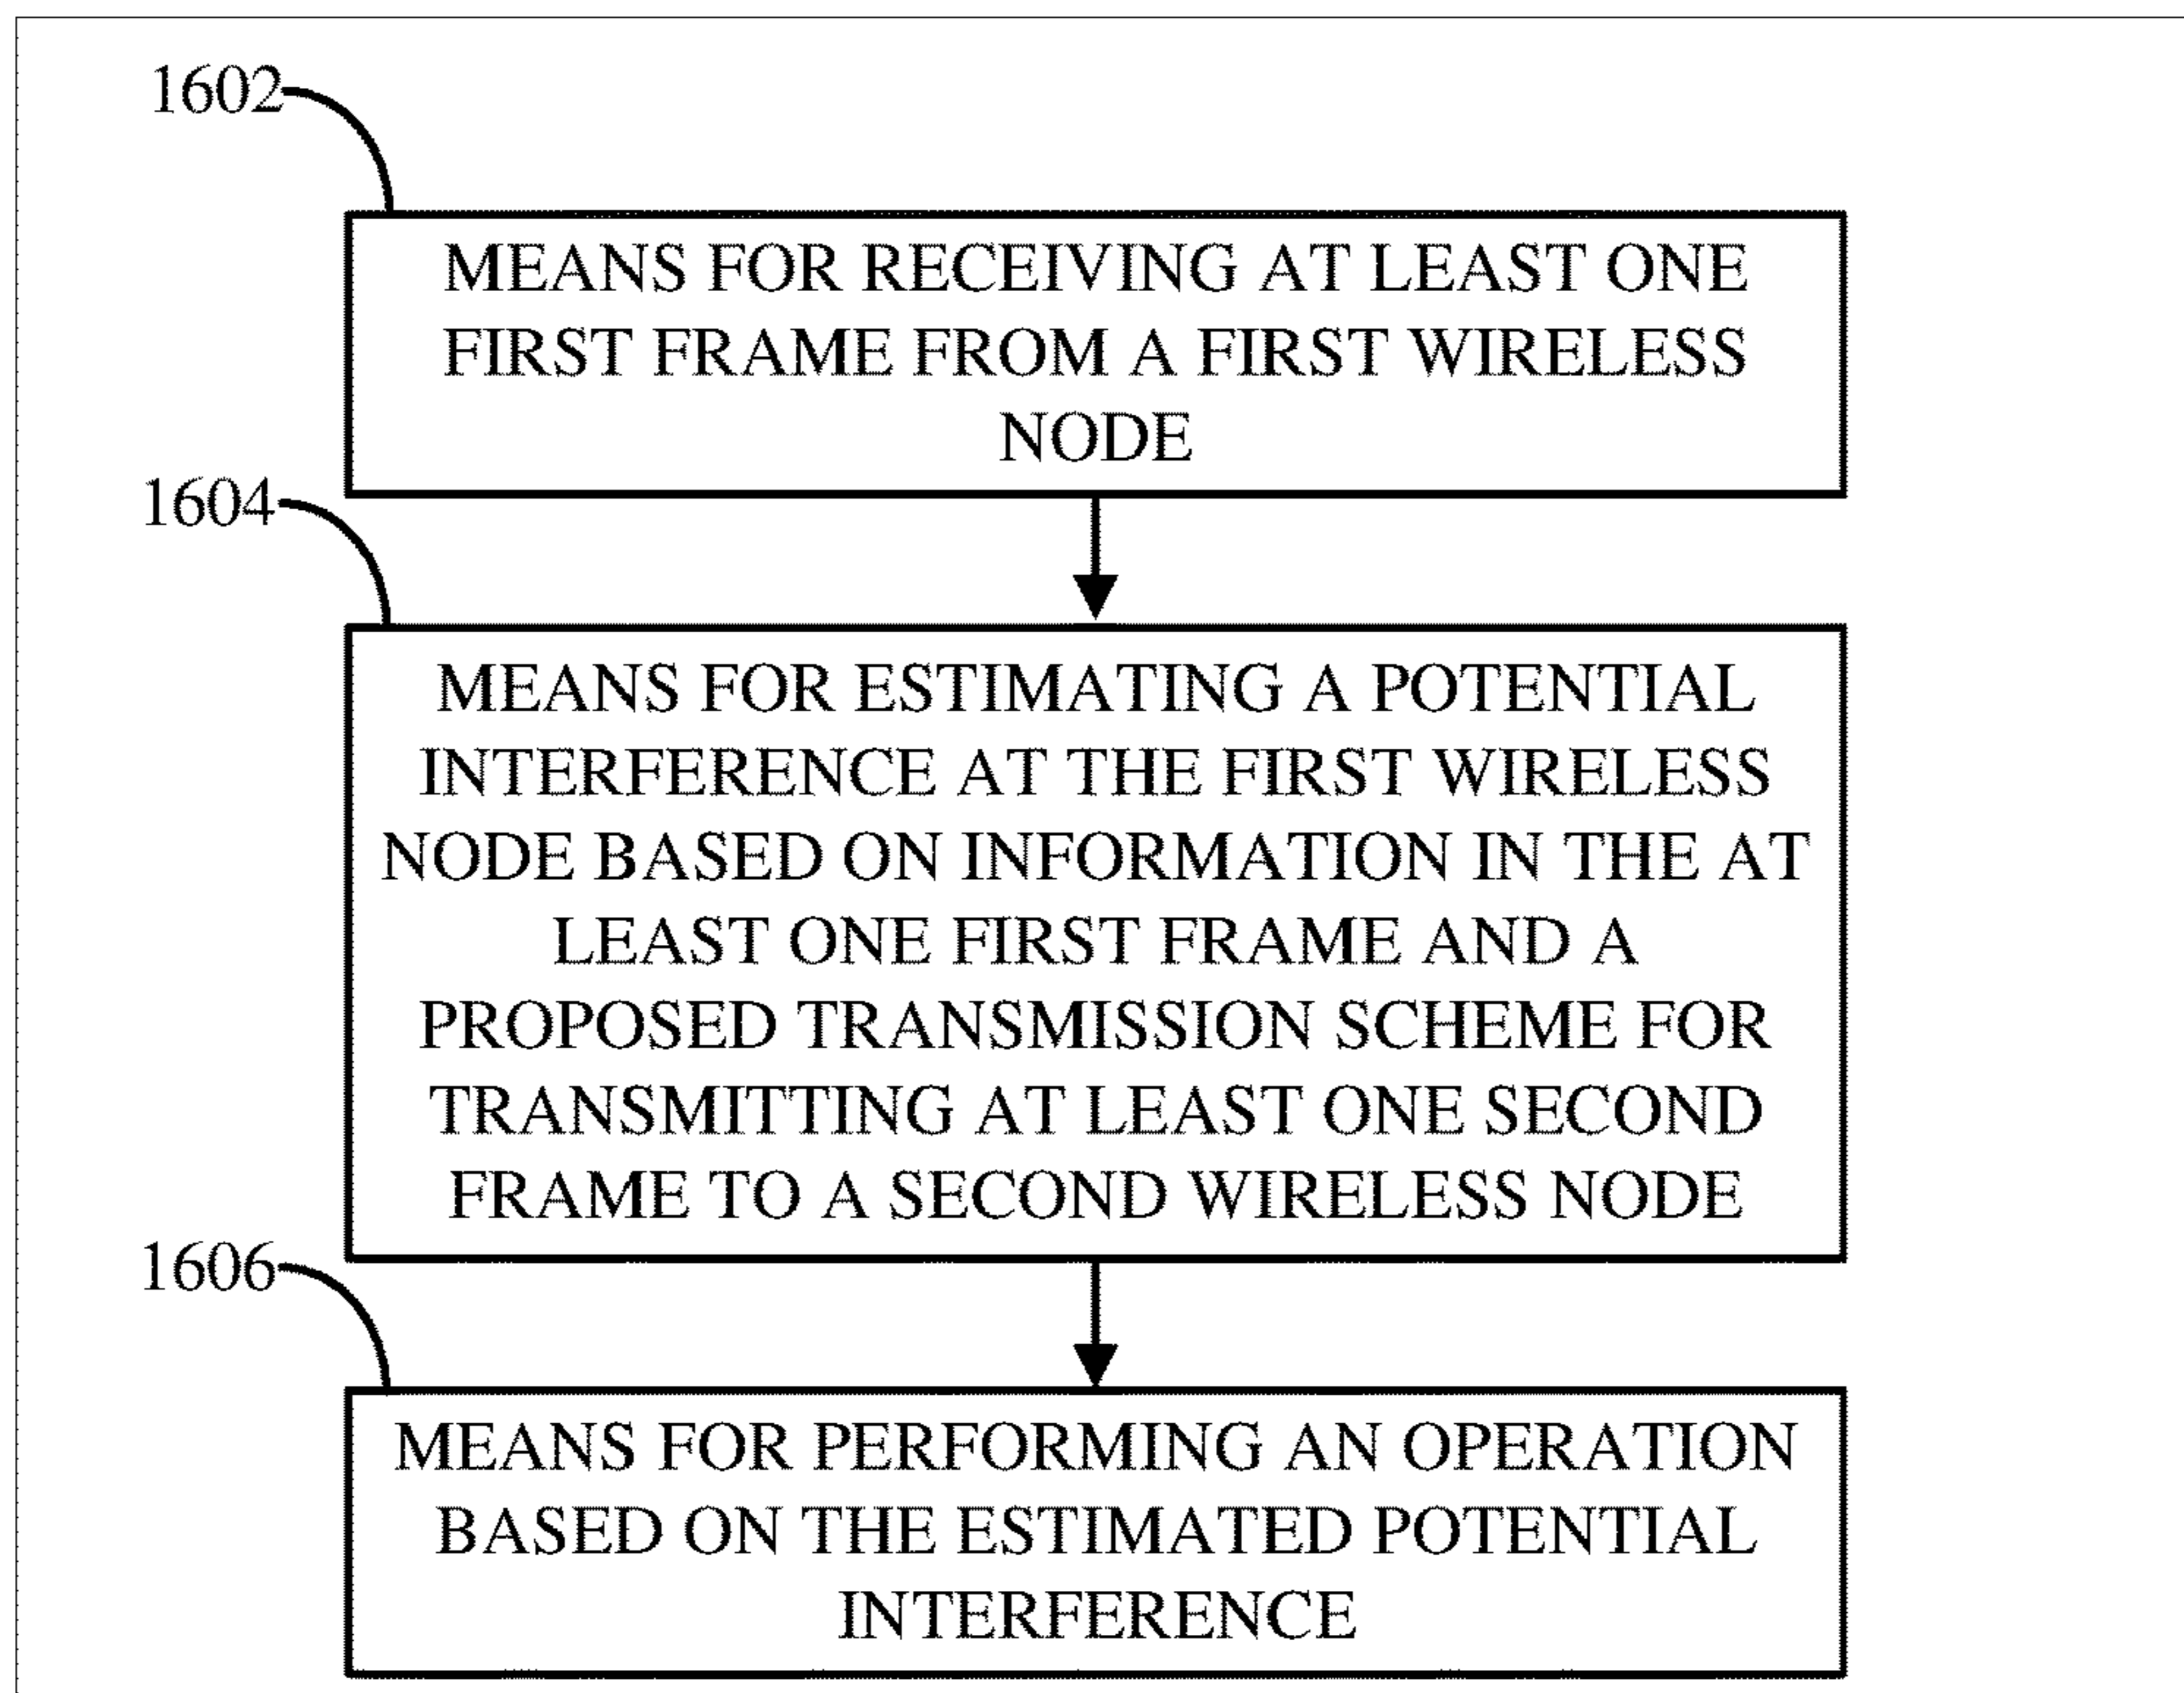 1602
MEANS FOR RECEIVING AT LEAST ONE
FIRST FRAME FROM A FIRST WIRELESS
NODE
1604
MEANS FOR ESTIMATING A POTENTIAL
INTERFERENCE AT THE FIRST WIRELESS
NODE BASED ON INFORMATION IN THE AT
LEAST ONE FIRST FRAME AND A
PROPOSED TRANSMISSION SCHEME FOR
TRANSMITTING AT LEAST ONE SECOND
FRAME TO A SECOND WIRELESS NODE
1606
MEANS FOR PERFORMING AN OPERATION
BASED ON THE ESTIMATED POTENTIAL
INTERFERENCE